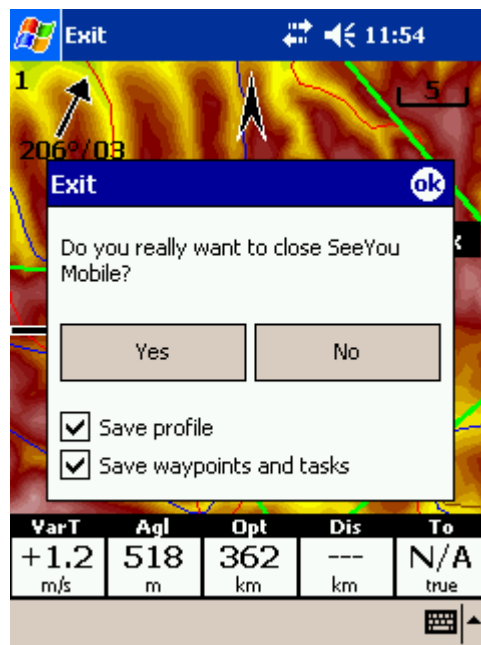 Exit 11:54
1
5
206°/03
Exit ok
Do you really want to close SeeYou
Mobile?
Yes No
Save profile
Save waypoints and tasks
VarT Agl Opt Dis To
+1.2 518 362 --- N/A
m/s m km km true